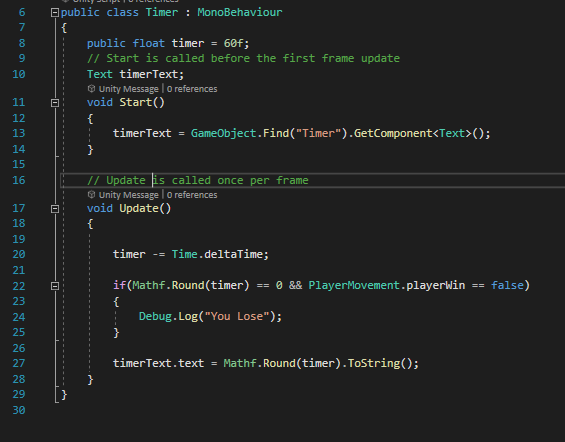 Unity Script | 0 references
6 public class Timer : MonoBehaviour
7 {
8 public float timer = 60f;
9 // Start is called before the first frame update
10 Text timerText;
Unity Message | 0 references
11 void Start()
12 {
13 timerText = GameObject.Find("Timer").GetComponent<Text>();
14 }
15
16 // Update is called once per frame
Unity Message | 0 references
17 void Update()
18 {
19
20 timer -= Time.deltaTime;
21
22 if(Mathf.Round(timer) == 0 && PlayerMovement.playerWin == false)
23 {
24 Debug.Log("You Lose");
25 }
26
27 timerText.text = Mathf.Round(timer).ToString();
28 }
29 }
30